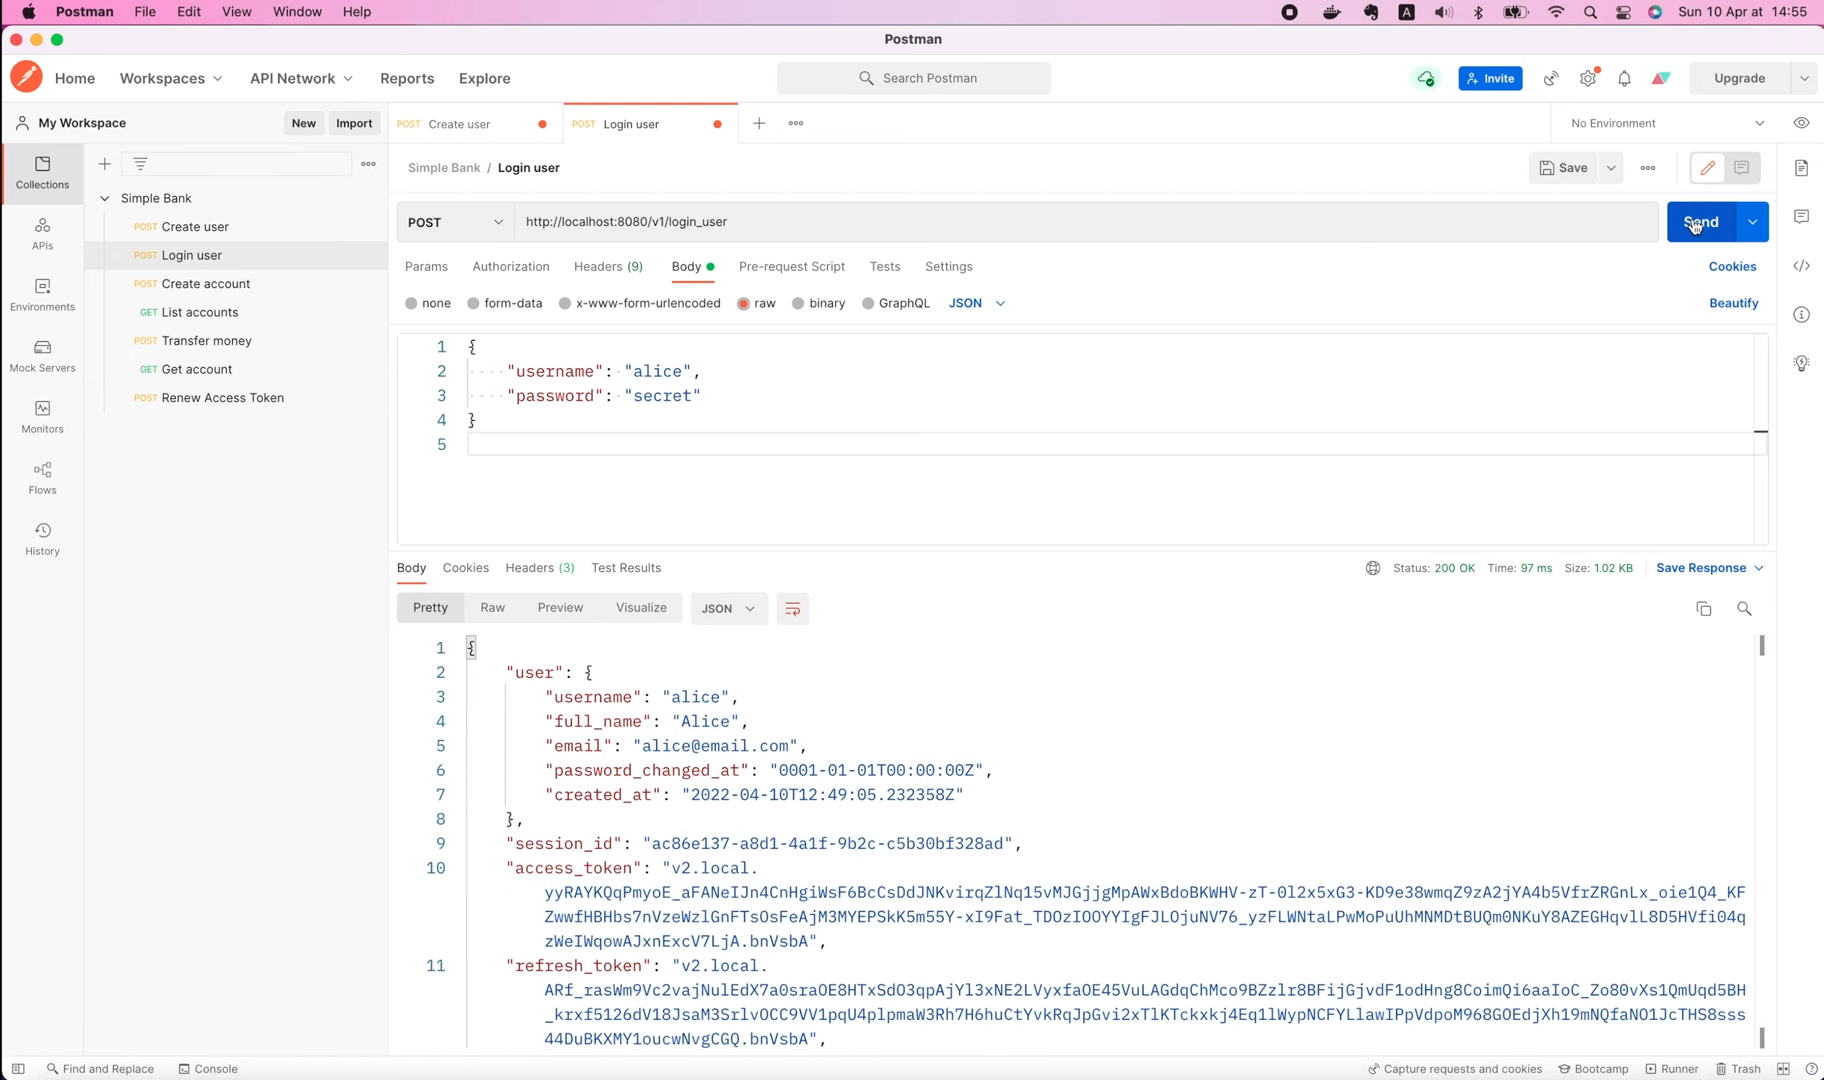 Postman File Edit View Window Help A Sun 10 Apr at 14:55
Postman
Home Workspaces API Network Reports Explore Search Postman Invite Upgrade
My Workspace New Import POST Create user POST Login user No Environment
Collections
APIs
Environments
Mock Servers
Monitors
Flows
History
Simple Bank
POST Create user
POST Login user
POST Create account
GET List accounts
POST Transfer money
GET Get account
POST Renew Access Token
Simple Bank / Login user Save
POST http://localhost:8080/v1/login_user Send
Params Authorization Headers (9) Body Pre-request Script Tests Settings Cookies
none form-data x-www-form-urlencoded raw binary GraphQL JSON Beautify
1 {
2 "username": "alice",
3 "password": "secret"
4 }
5
Body Cookies Headers (3) Test Results Status: 200 OK Time: 97 ms Size: 1.02 KB Save Response
Pretty Raw Preview Visualize JSON
1 {
2 "user": {
3 "username": "alice",
4 "full_name": "Alice",
5 "email": "alice@email.com",
6 "password_changed_at": "0001-01-01T00:00:00Z",
7 "created_at": "2022-04-10T12:49:05.232358Z"
8 },
9 "session_id": "ac86e137-a8d1-4a1f-9b2c-c5b30bf328ad",
10 "access_token": "v2.local.
yyRAYKQqPmyoE_aFANeIJn4CnHgiWsF6BcCsDdJNKvirqZlNq15vMJGjjgMpAWxBdoBKWHV-zT-0l2x5xG3-KD9e38wmqZ9zA2jYA4b5VfrZRGnLx_oie1Q4_KF
ZwwfHBHbs7nVzeWzlGnFTsOsFeAjM3MYEPSkK5m55Y-xI9Fat_TDOzIOOYYIgFJLOjuNV76_yzFLWNtaLPwMoPuUhMNMDtBUQm0NKuY8AZEGHqvlL8D5HVfi04q
zWeIWqowAJxnExcV7LjA.bnVsbA",
11 "refresh_token": "v2.local.
ARf_rasWm9Vc2vajNulEdX7a0sraOE8HTxSdO3qpAjYl3xNE2LVyxfaOE45VuLAGdqChMco9BZzlr8BFijGjvdF1odHng8CoimQi6aaIoC_Zo80vXs1QmUqd5BH
_krxf5126dV18JsaM3SrlvOCC9VV1pqU4plpmaW3Rh7H6huCtYvkRqJpGvi2xTlKTckxkj4Eq1lWypNCFYLlawIPpVdpoM968GOEdjXh19mNQfaNO1JcTHS8sss
44DuBKXMY1oucwNvgCGQ.bnVsbA",
Find and Replace Console Capture requests and cookies Bootcamp Runner Trash